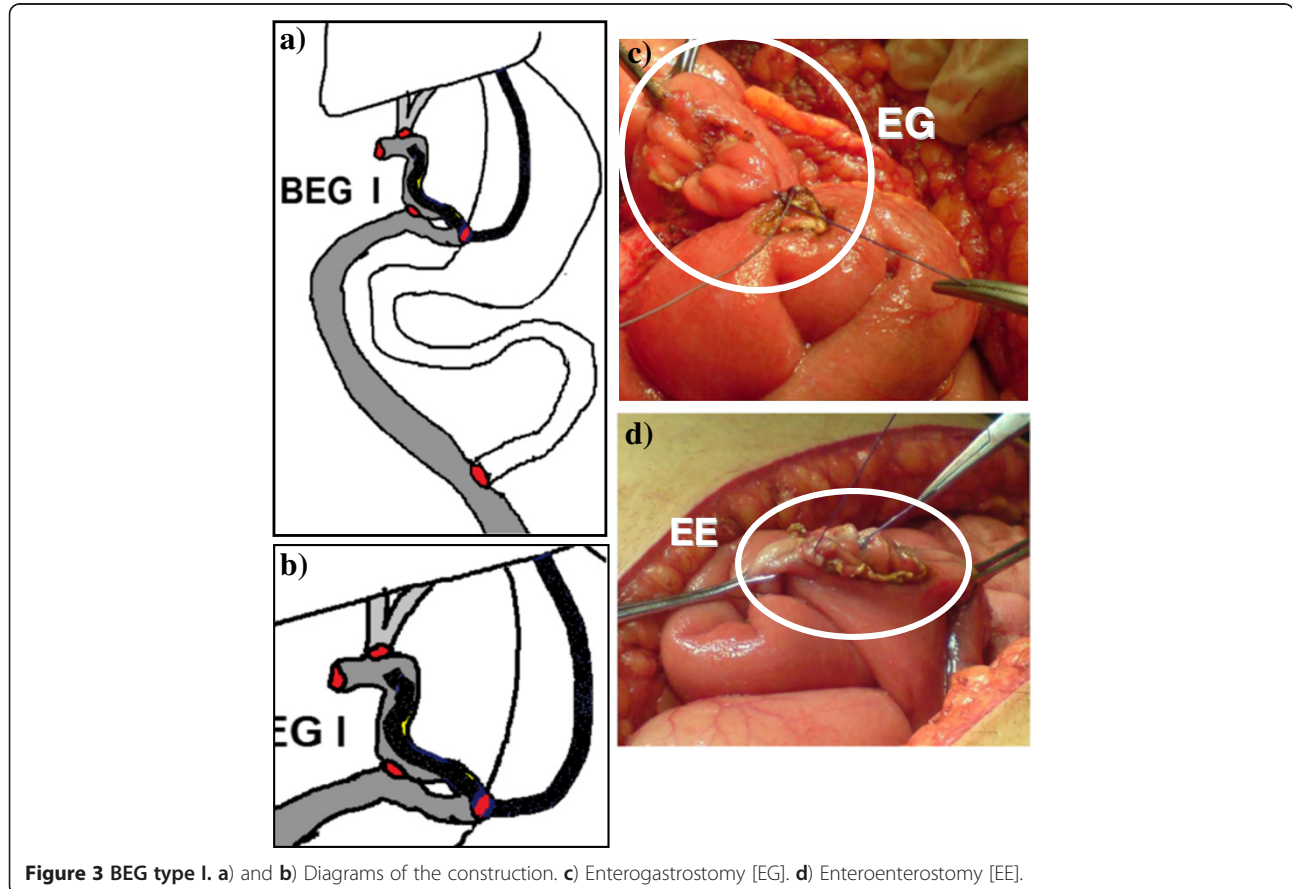 a)
BEG I
b)
EG I
c)
EG
d)
EE
Figure 3 BEG type I. a) and b) Diagrams of the construction. c) Enterogastrostomy [EG]. d) Enteroenterostomy [EE].